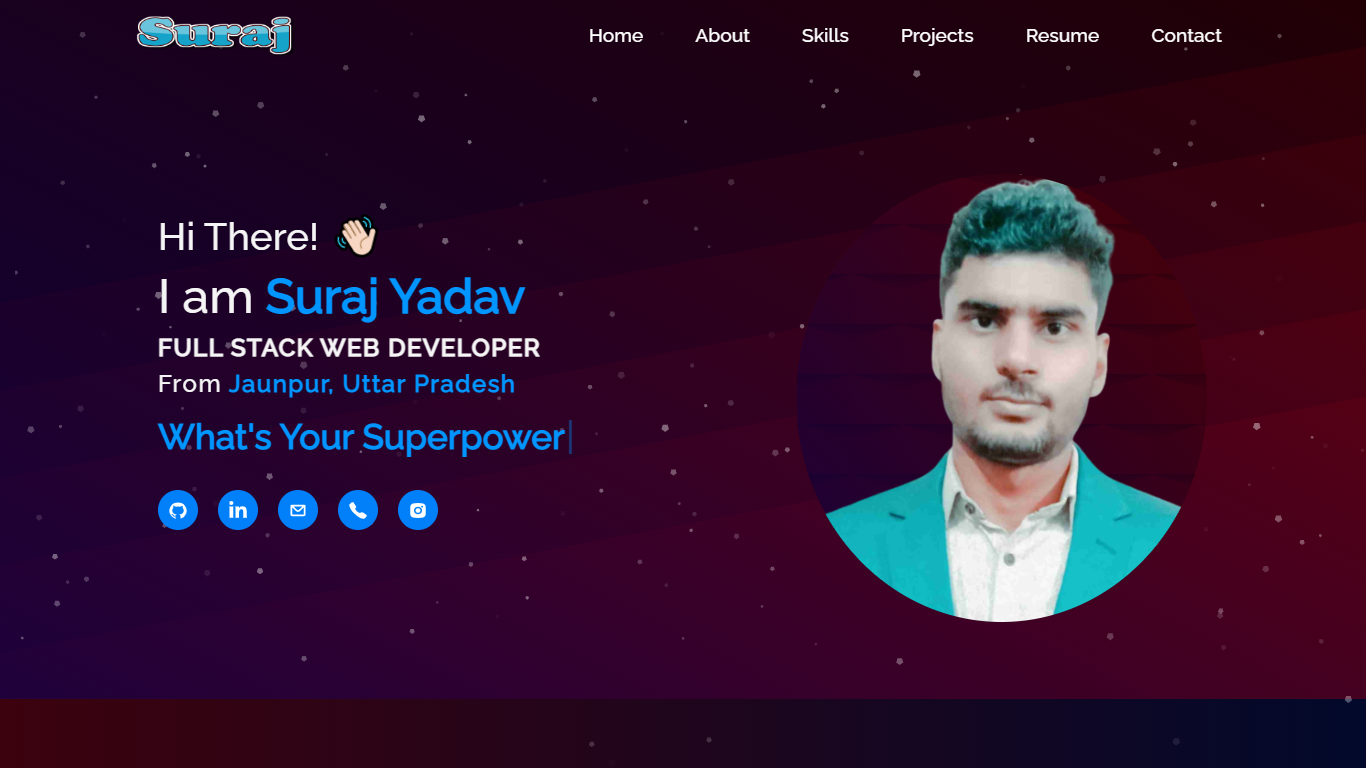 Suraj
Home About Skills Projects Resume Contact
Hi There!
I am Suraj Yadav
FULL STACK WEB DEVELOPER
From Jaunpur, Uttar Pradesh
What's Your Superpower
in